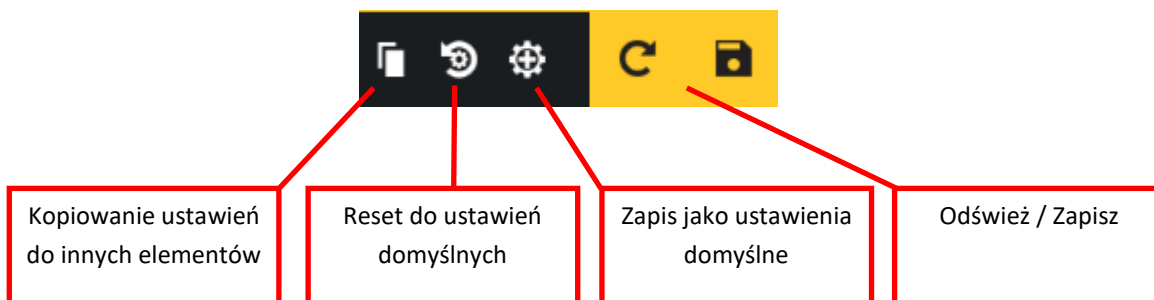 Kopiowanie ustawień
do innych elementów
Reset do ustawień
domyślnych
Zapis jako ustawienia
domyślne
Odśwież / Zapisz